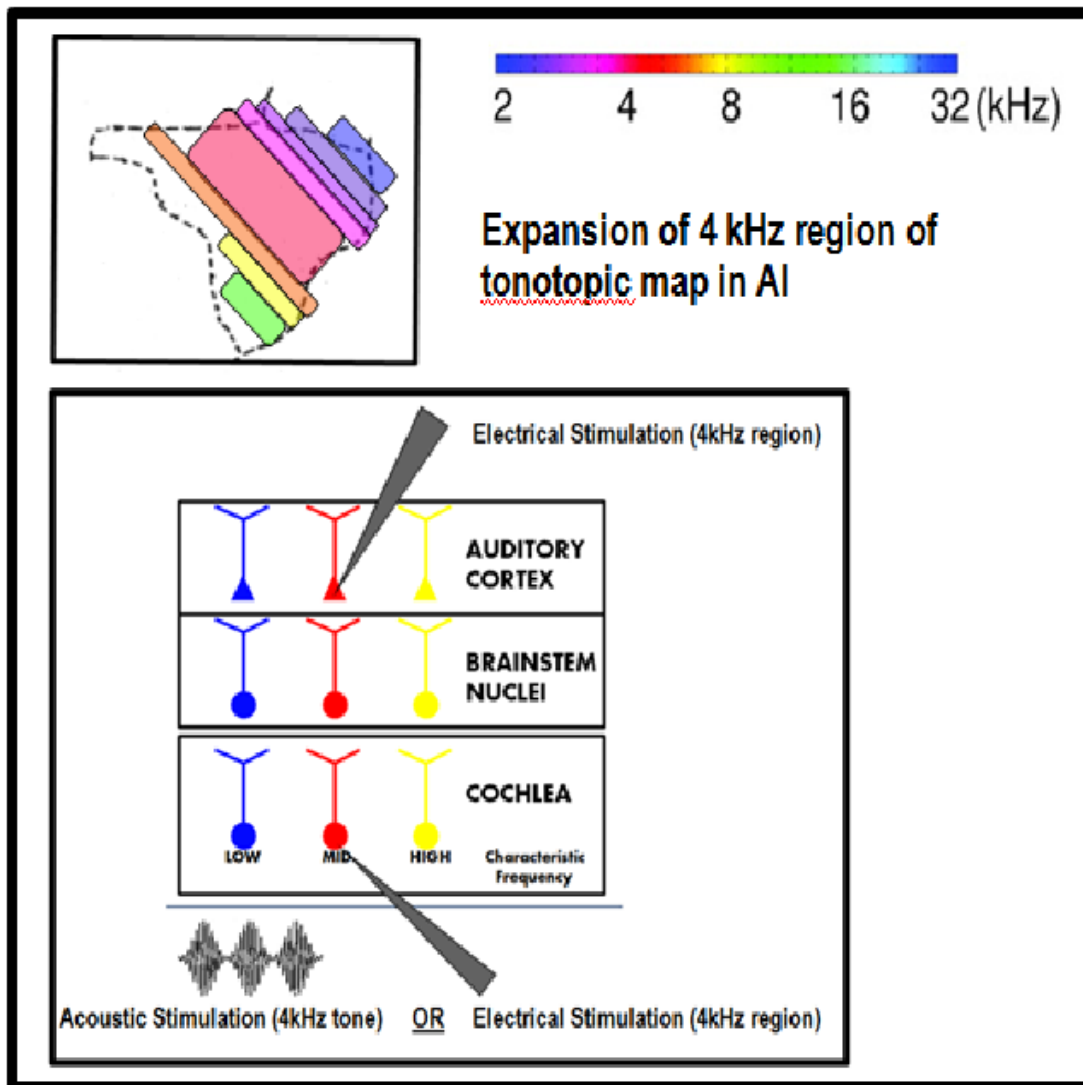 2 4 8 16 32 (kHz)
Expansion of 4 kHz region of
tonotopic map in AI
Electrical Stimulation (4kHz region)
AUDITORY
CORTEX
BRAINSTEM
NUCLEI
COCHLEA
LOW MID HIGH Characteristic
Frequency
Acoustic Stimulation (4kHz tone) OR Electrical Stimulation (4kHz region)